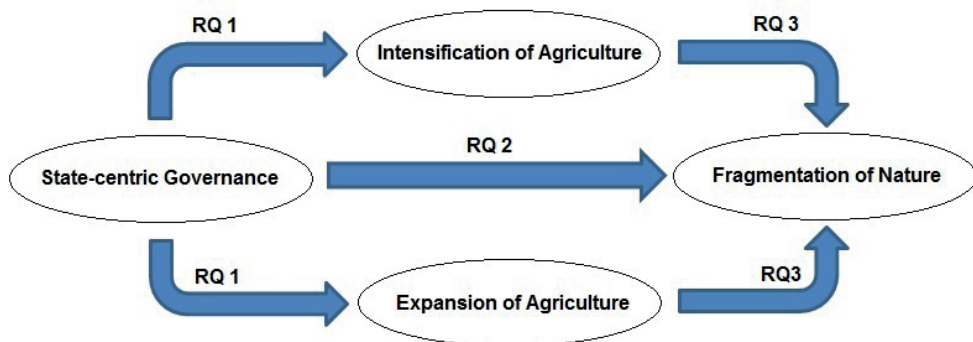 RQ 1
RQ 3
Intensification of Agriculture
RQ 2
State-centric Governance
Fragmentation of Nature
RQ 1
RQ3
Expansion of Agriculture